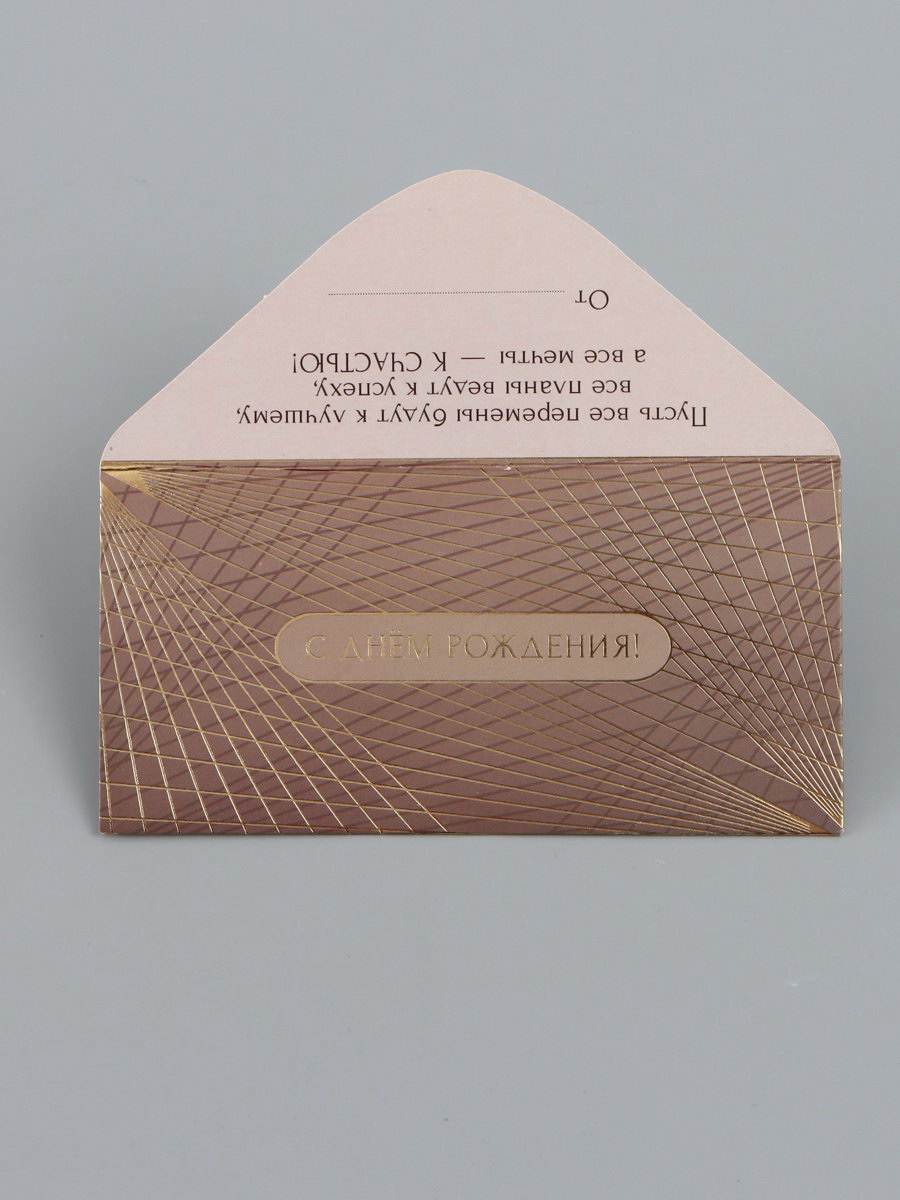 Пусть все перемены будут к лучшему,
все планы ведут к успеху,
а все мечты — К СЧАСТЬЮ!
От
С ДНЁМ РОЖДЕНИЯ!